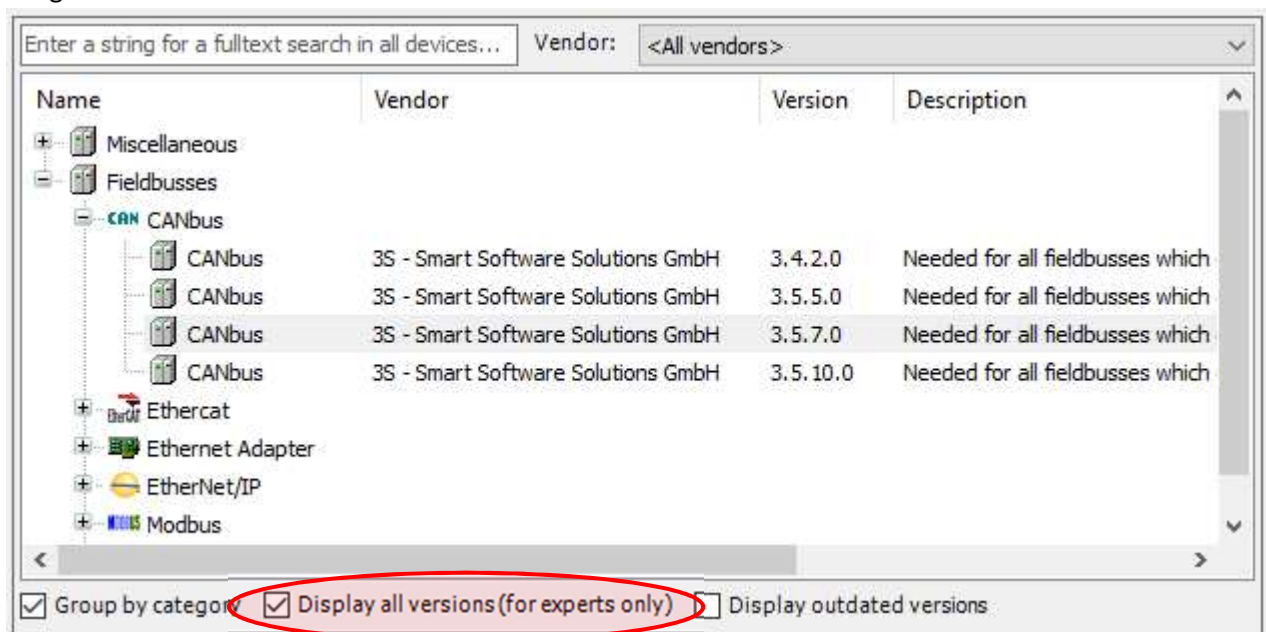 Enter a string for a fulltext search in all devices... Vendor: <All vendors>
Name Vendor Version Description
Miscellaneous
Fieldbusses
CAN CANbus
CANbus 3S - Smart Software Solutions GmbH 3.4.2.0 Needed for all fieldbusses which
CANbus 3S - Smart Software Solutions GmbH 3.5.5.0 Needed for all fieldbusses which
CANbus 3S - Smart Software Solutions GmbH 3.5.7.0 Needed for all fieldbusses which
CANbus 3S - Smart Software Solutions GmbH 3.5.10.0 Needed for all fieldbusses which
EtherCAT Ethercat
Ethernet Adapter
EtherNet/IP
MODBUS Modbus
Group by category Display all versions (for experts only) Display outdated versions